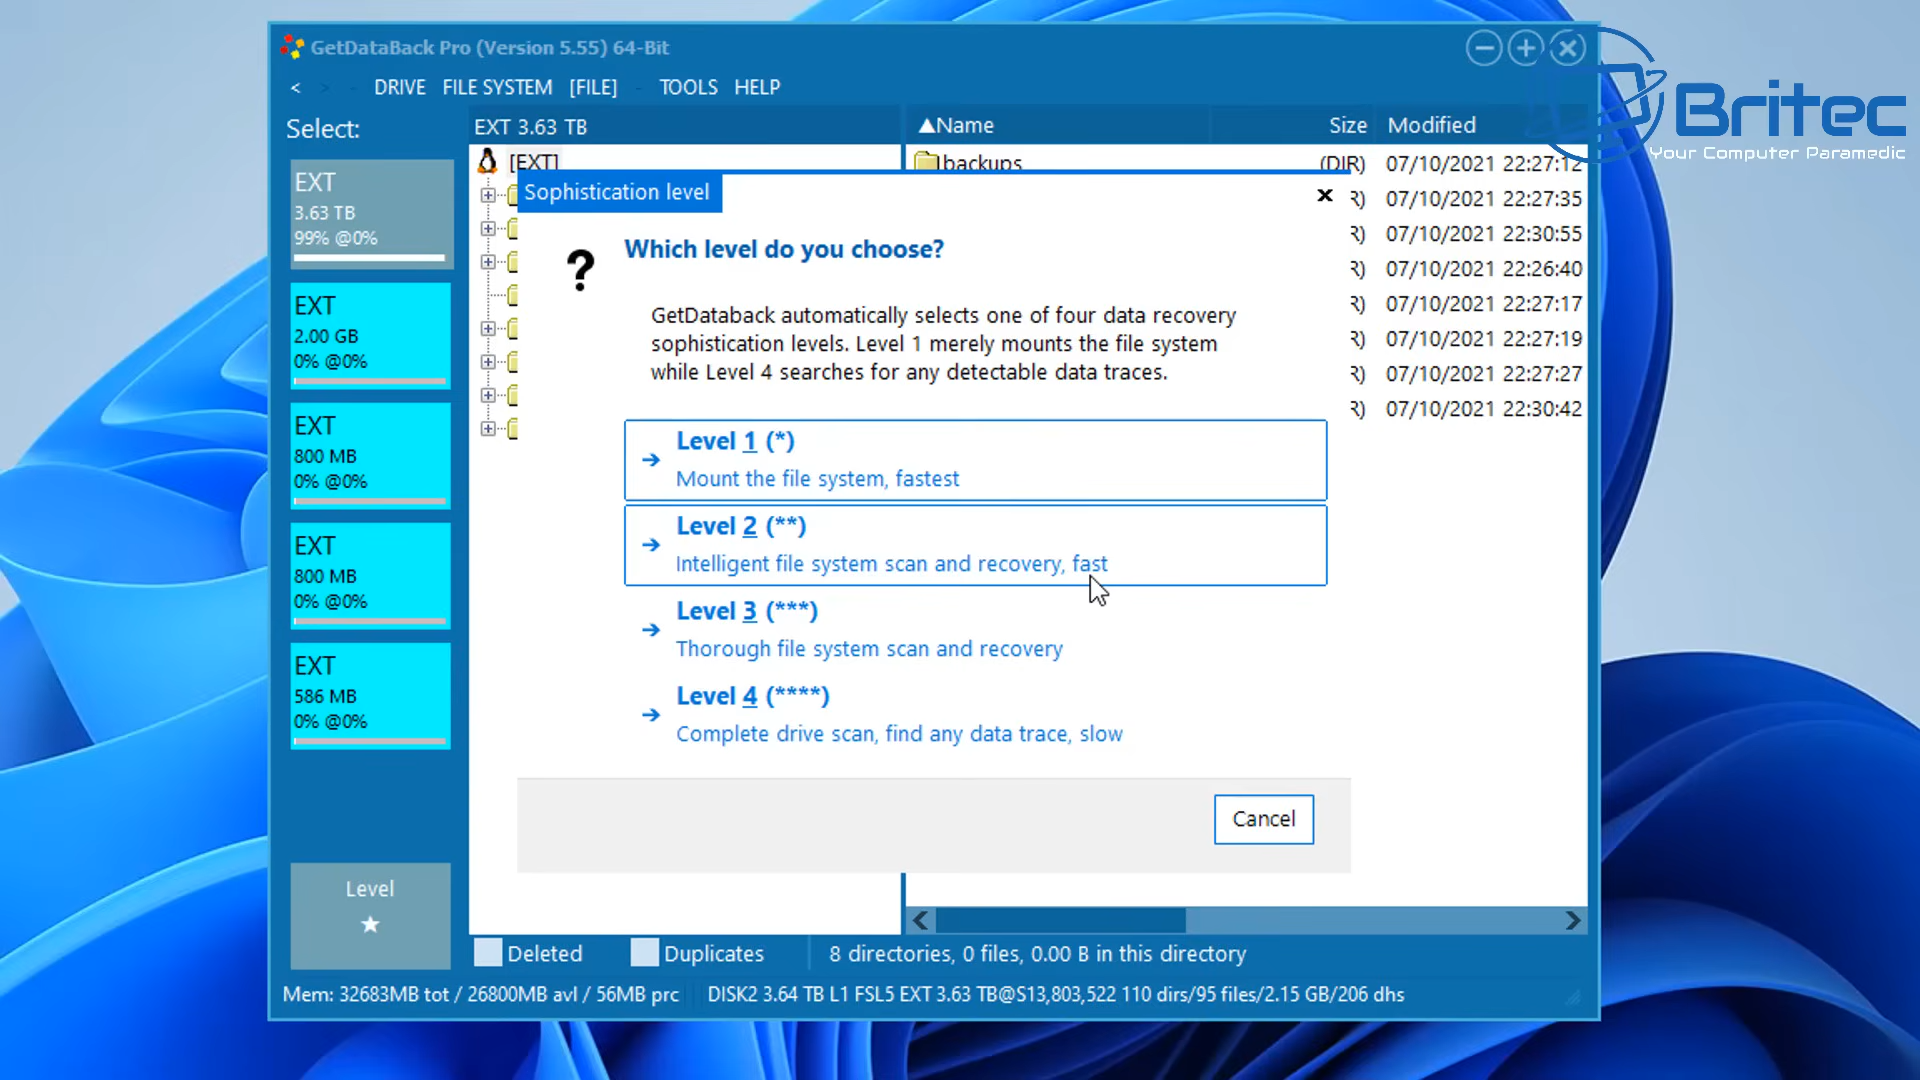 GetDataBack Pro (Version 5.55) 64-Bit
< > - DRIVE FILE SYSTEM [FILE] - TOOLS HELP
Britec
Your Computer Paramedic
Select:
EXT 3.63 TB
▲Name Size Modified
EXT
3.63 TB
99% @0%
EXT
2.00 GB
0% @0%
EXT
800 MB
0% @0%
EXT
800 MB
0% @0%
EXT
586 MB
0% @0%
Level
★
[EXT]
backups (DIR) 07/10/2021 22:27:12
R) 07/10/2021 22:27:35
R) 07/10/2021 22:30:55
R) 07/10/2021 22:26:40
R) 07/10/2021 22:27:17
R) 07/10/2021 22:27:19
R) 07/10/2021 22:27:27
R) 07/10/2021 22:30:42
Sophistication level
Which level do you choose?
GetDataback automatically selects one of four data recovery
sophistication levels. Level 1 merely mounts the file system
while Level 4 searches for any detectable data traces.
Level 1 (*)
Mount the file system, fastest
Level 2 (**)
Intelligent file system scan and recovery, fast
Level 3 (***)
Thorough file system scan and recovery
Level 4 (****)
Complete drive scan, find any data trace, slow
Cancel
Deleted Duplicates 8 directories, 0 files, 0.00 B in this directory
Mem: 32683MB tot / 26800MB avl / 56MB prc DISK2 3.64 TB L1 FSL5 EXT 3.63 TB@S13,803,522 110 dirs/95 files/2.15 GB/206 dhs